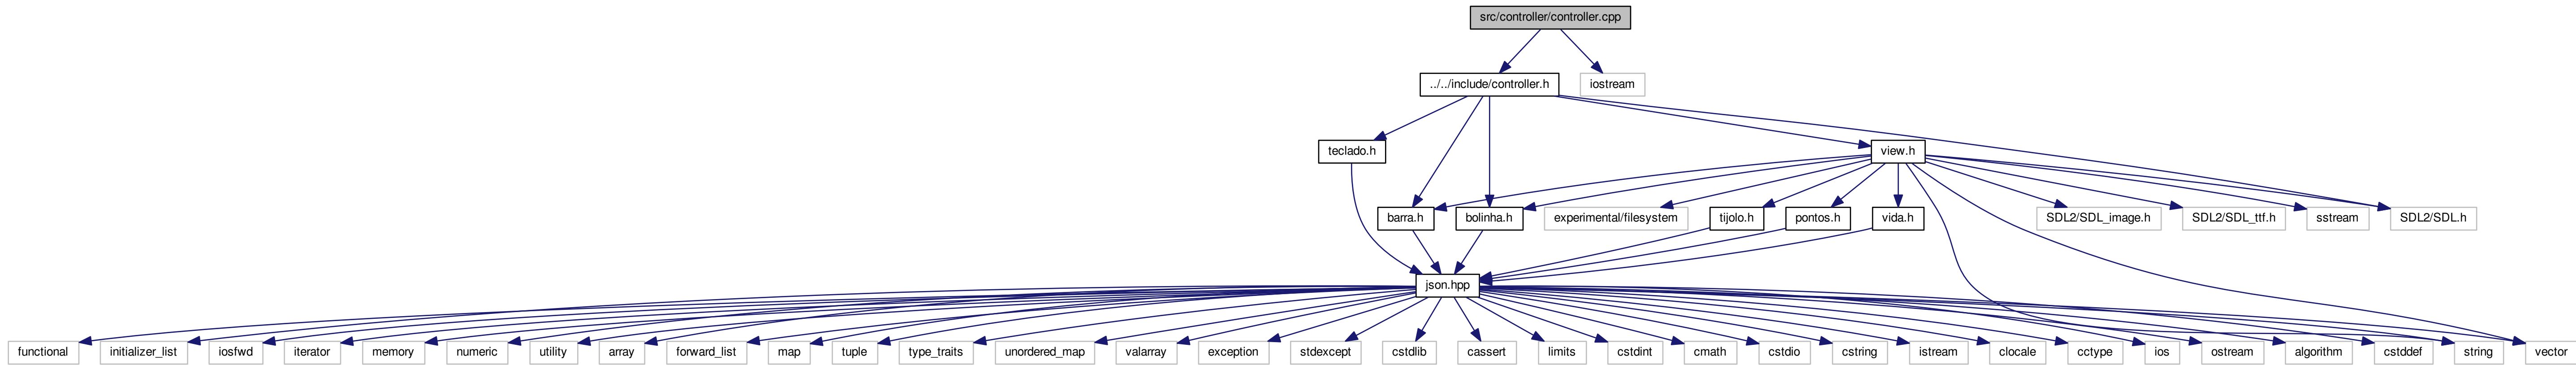 src/controller/controller.cpp
../../include/controller.h
iostream
teclado.h
view.h
barra.h
bolinha.h
experimental/filesystem
tijolo.h
pontos.h
vida.h
SDL2/SDL_image.h
SDL2/SDL_ttf.h
sstream
SDL2/SDL.h
json.hpp
functional
initializer_list
iosfwd
iterator
memory
numeric
utility
array
forward_list
map
tuple
type_traits
unordered_map
valarray
exception
stdexcept
cstdlib
cassert
limits
cstdint
cmath
cstdio
cstring
istream
clocale
cctype
ios
ostream
algorithm
cstddef
string
vector